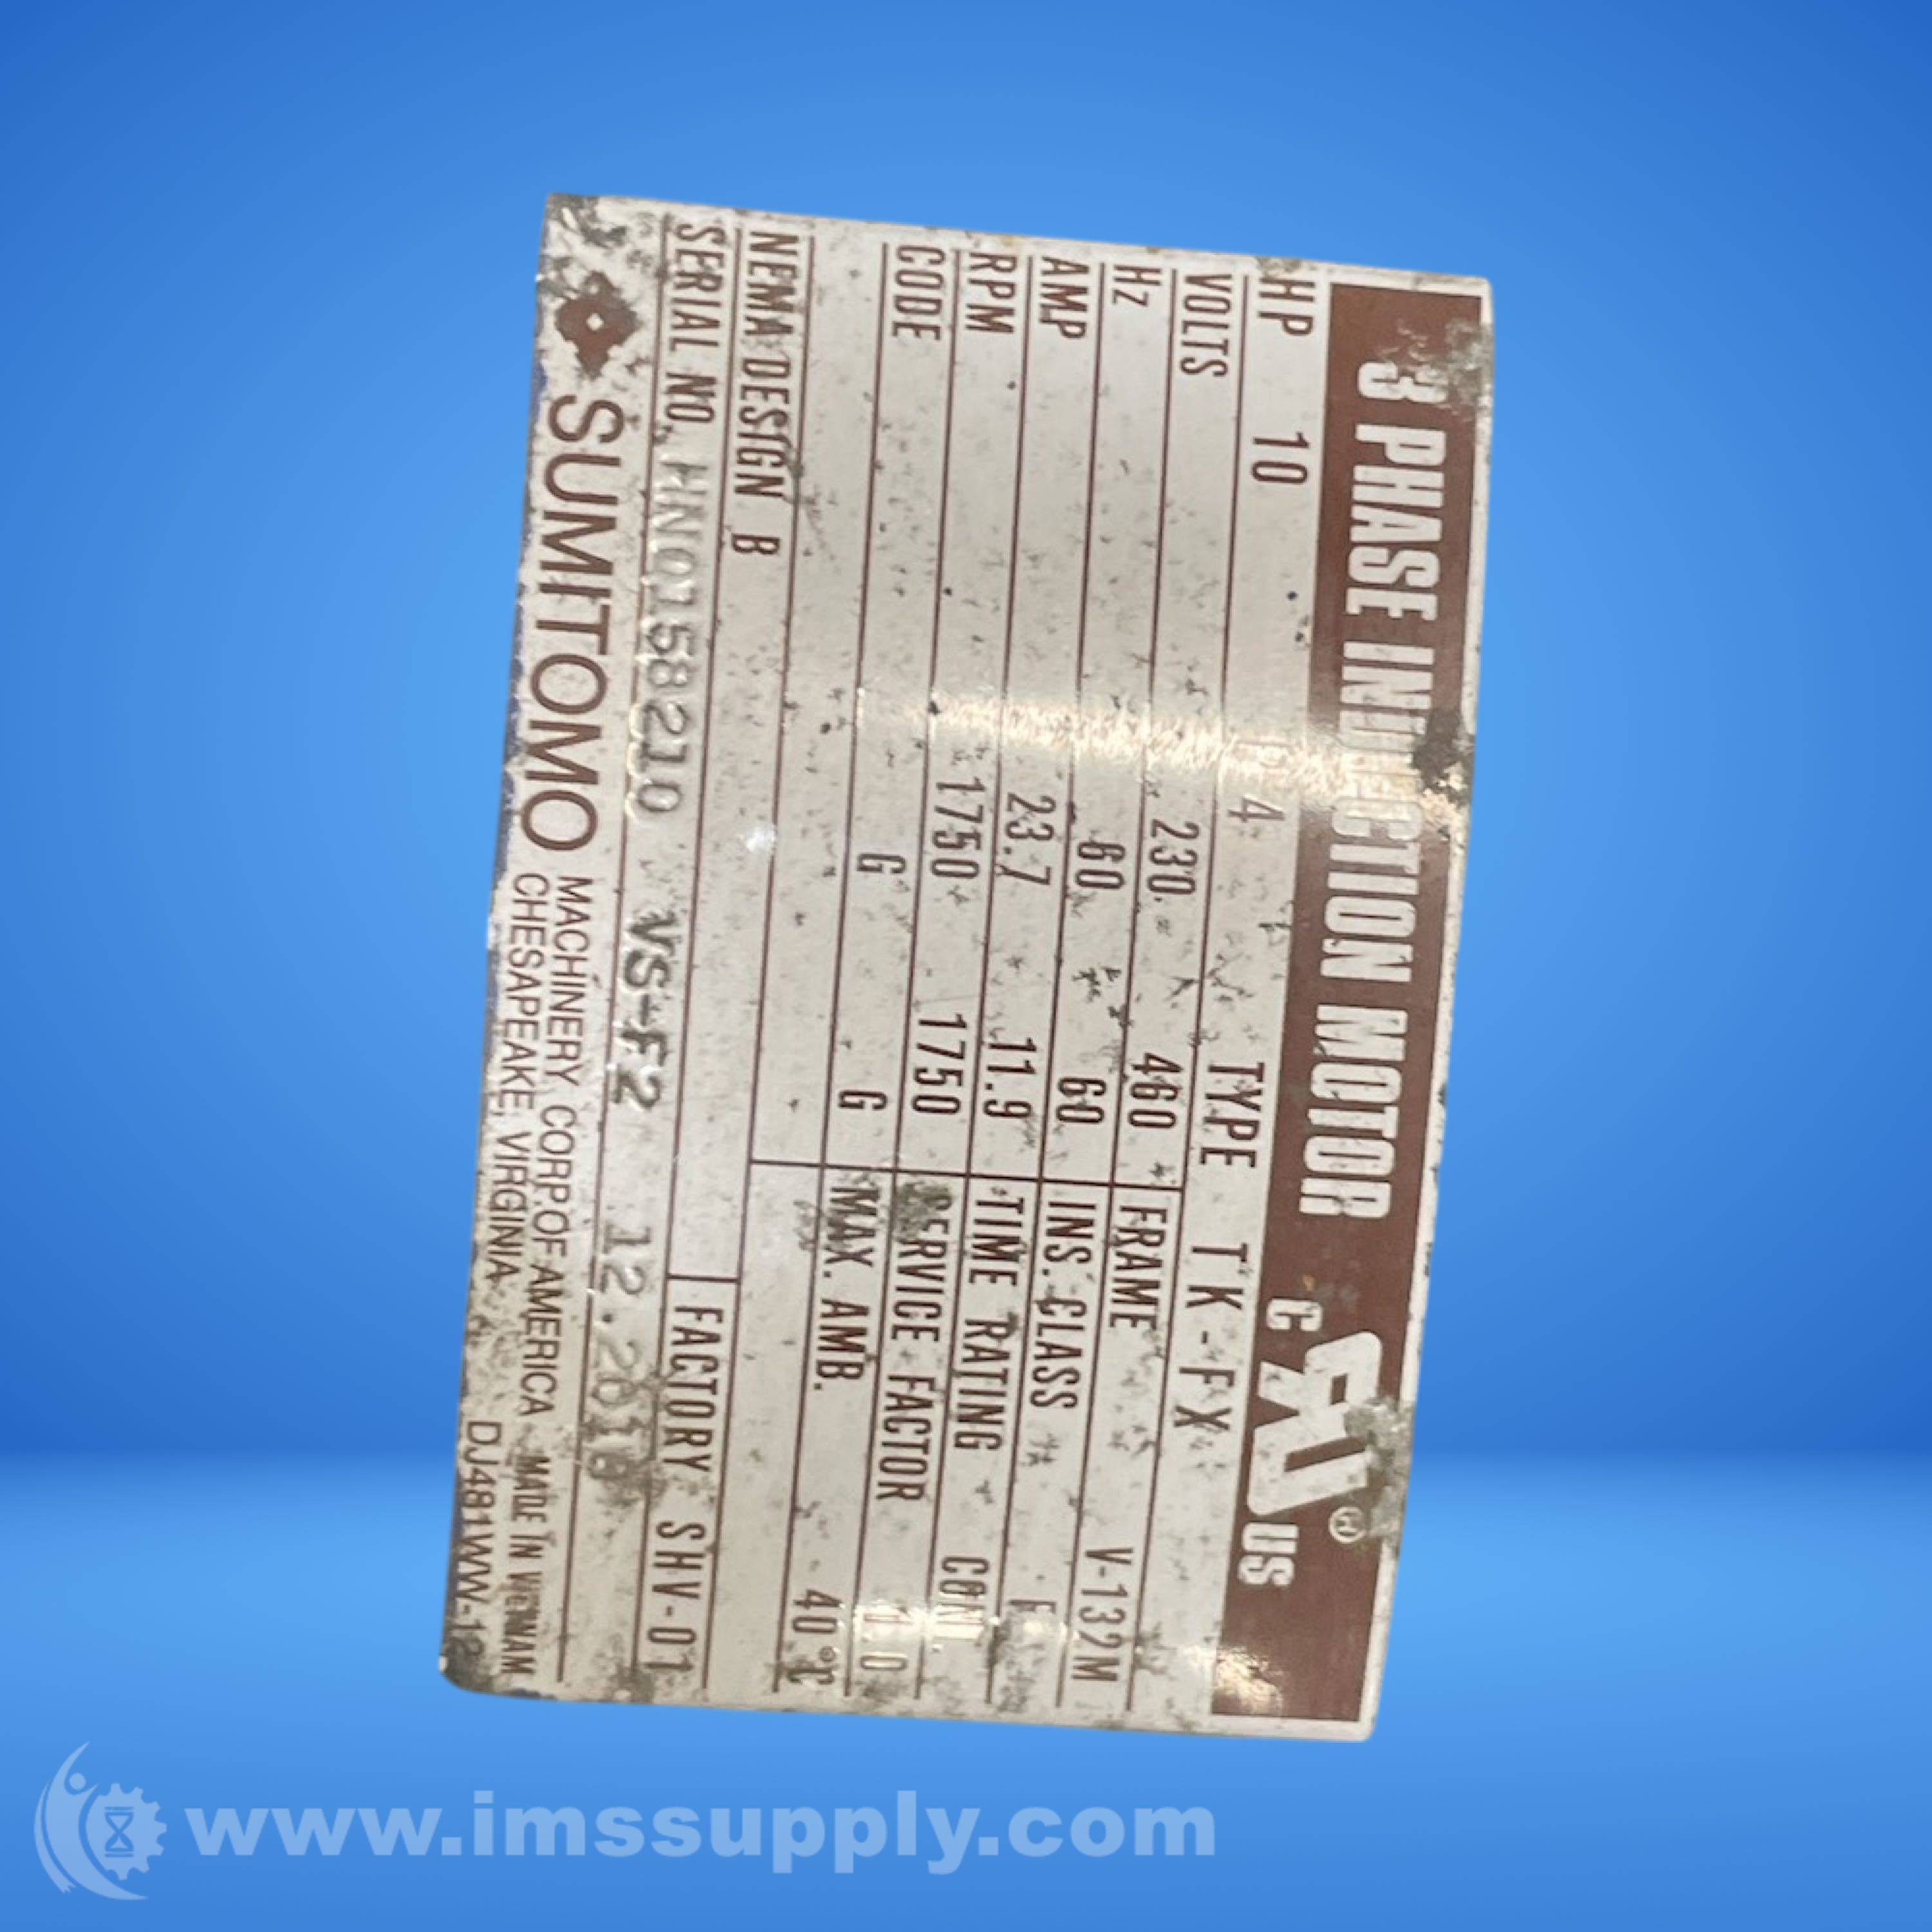 3 PHASE INDUCTION MOTOR C UL ® US
HP 10 P 4 TYPE TK-FX
VOLTS 230 460 FRAME V-132M
Hz 60 60 INS. CLASS F
AMP 23.7 11.9 TIME RATING CONT.
RPM 1750 1750 SERVICE FACTOR 1.0
CODE G G MAX. AMB. 40°C
NEMA DESIGN B FACTORY SHV-01
SERIAL NO. HN0158210 VS-F2
SUMITOMO MACHINERY CORP. OF AMERICA MADE IN VIETNAM
CHESAPEAKE, VIRGINIA DJ481WW-12
www.imssupply.com